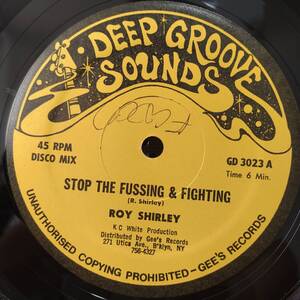 DEEP GROOVE
SOUNDS
45 RPM
DISCO MIX
GD 3023 A
Time 6 Min.
STOP THE FUSSING & FIGHTING
(R. Shirley)
ROY SHIRLEY
K C White Production
Distributed by Gee's Records
271 Utica Ave., B'klyn, NY
756-4327
UNAUTHORISED COPYING PROHIBITED-GEE'S RECORDS